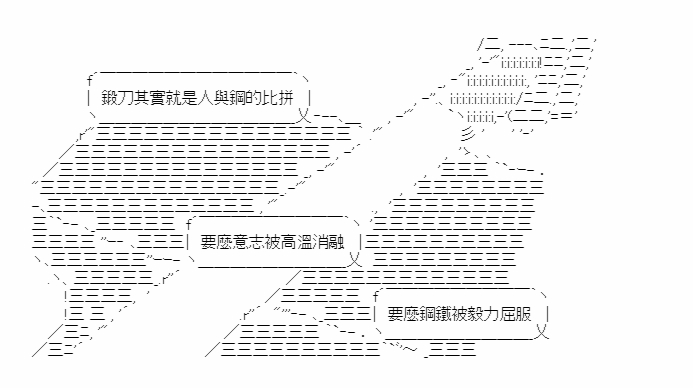 鍛刀其實就是人與鋼的比拼
要麼意志被高溫消融
要麼鋼鐵被毅力屈服